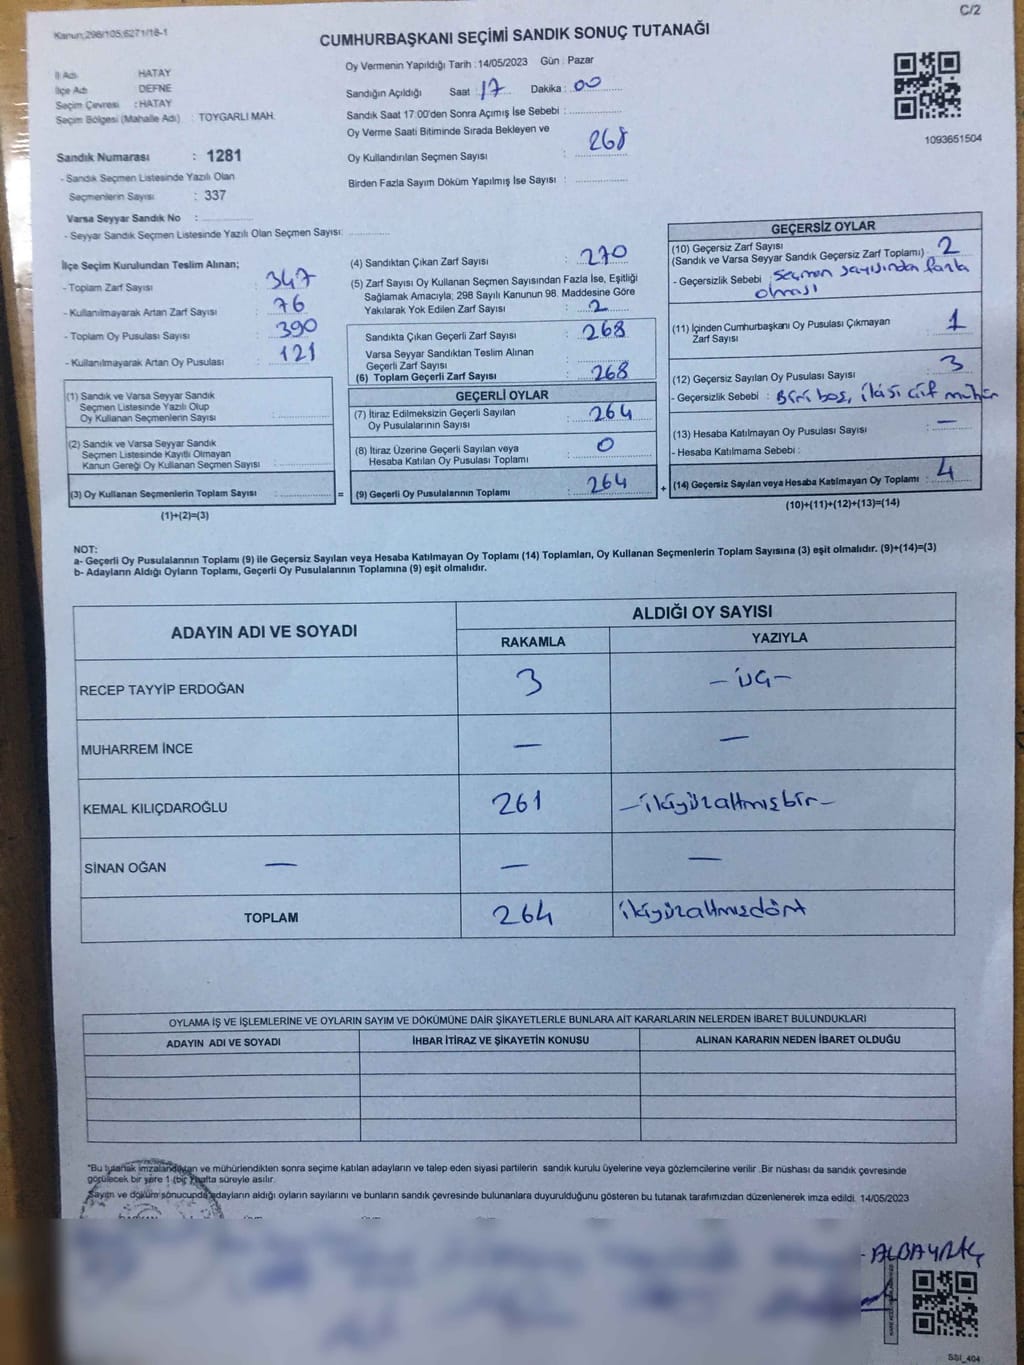 C/2
Kanun;298/105;6271/18-1
CUMHURBAŞKANI SEÇİMİ SANDIK SONUÇ TUTANAĞI
İl Adı HATAY
İlçe Adı DEFNE
Seçim Çevresi : HATAY
Seçim Bölgesi (Mahalle Adı) : TOYGARLI MAH.
Sandık Numarası : 1281
- Sandık Seçmen Listesinde Yazılı Olan
Seçmenlerin Sayısı : 337
Varsa Seyyar Sandık No :
- Seyyar Sandık Seçmen Listesinde Yazılı Olan Seçmen Sayısı:
Oy Vermenin Yapıldığı Tarih : 14/05/2023 Gün : Pazar
Sandığın Açıldığı Saat : 17 Dakika : 00
Sandık Saat 17:00'den Sonra Açımış İse Sebebi :
Oy Verme Saati Bitiminde Sırada Bekleyen ve
Oy Kullandırılan Seçmen Sayısı : 268
Birden Fazla Sayım Döküm Yapılmış İse Sayısı :
1093651504
İlçe Seçim Kurulundan Teslim Alınan;
- Toplam Zarf Sayısı : 347
- Kullanılmayarak Artan Zarf Sayısı : 76
- Toplam Oy Pusulası Sayısı : 390
- Kullanılmayarak Artan Oy Pusulası : 121
(1) Sandık ve Varsa Seyyar Sandık
Seçmen Listesinde Yazılı Olup
Oy Kullanan Seçmenlerin Sayısı :
(2) Sandık ve Varsa Seyyar Sandık
Seçmen Listesinde Kayıtlı Olmayan
Kanun Gereği Oy Kullanan Seçmen Sayısı :
(3) Oy Kullanan Seçmenlerin Toplam Sayısı : =
(1)+(2)=(3)
(4) Sandıktan Çıkan Zarf Sayısı : 270
(5) Zarf Sayısı Oy Kullanan Seçmen Sayısından Fazla İse, Eşitliği
Sağlamak Amacıyla; 298 Sayılı Kanunun 98. Maddesine Göre
Yakılarak Yok Edilen Zarf Sayısı : 2
Sandıkta Çıkan Geçerli Zarf Sayısı : 268
Varsa Seyyar Sandıktan Teslim Alınan
Geçerli Zarf Sayısı :
(6) Toplam Geçerli Zarf Sayısı : 268
GEÇERLİ OYLAR
(7) İtiraz Edilmeksizin Geçerli Sayılan
Oy Pusulalarının Sayısı : 264
(8) İtiraz Üzerine Geçerli Sayılan veya
Hesaba Katılan Oy Pusulası Toplamı : 0
(9) Geçerli Oy Pusulalarının Toplamı : 264 +
GEÇERSİZ OYLAR
(10) Geçersiz Zarf Sayısı
(Sandık ve Varsa Seyyar Sandık Geçersiz Zarf Toplamı) : 2
- Geçersizlik Sebebi : Seçmen sayısından fazla
olması
(11) İçinden Cumhurbaşkanı Oy Pusulası Çıkmayan
Zarf Sayısı : 1
(12) Geçersiz Sayılan Oy Pusulası Sayısı : 3
- Geçersizlik Sebebi : Biri boş, ikisi çift mühür
(13) Hesaba Katılmayan Oy Pusulası Sayısı : —
- Hesaba Katılmama Sebebi :
(14) Geçersiz Sayılan veya Hesaba Katılmayan Oy Toplamı : 4
(10)+(11)+(12)+(13)=(14)
NOT:
a- Geçerli Oy Pusulalarının Toplamı (9) ile Geçersiz Sayılan veya Hesaba Katılmayan Oy Toplamı (14) Toplamları, Oy Kullanan Seçmenlerin Toplam Sayısına (3) eşit olmalıdır. (9)+(14)=(3)
b- Adayların Aldığı Oyların Toplamı, Geçerli Oy Pusulalarının Toplamına (9) eşit olmalıdır.
ADAYIN ADI VE SOYADI ALDIĞI OY SAYISI
RAKAMLA YAZIYLA
RECEP TAYYİP ERDOĞAN 3 -üç-
MUHARREM İNCE — —
KEMAL KILIÇDAROĞLU 261 -ikiyüzaltmışbir-
SİNAN OĞAN — — —
TOPLAM 264 ikiyüzaltmışdört
OYLAMA İŞ VE İŞLEMLERİNE VE OYLARIN SAYIM VE DÖKÜMÜNE DAİR ŞİKAYETLERLE BUNLARA AİT KARARLARIN NELERDEN İBARET BULUNDUKLARI
ADAYIN ADI VE SOYADI İHBAR İTİRAZ VE ŞİKAYETİN KONUSU ALINAN KARARIN NEDEN İBARET OLDUĞU
*Bu tutanak imzalandıktan ve mühürlendikten sonra seçime katılan adayların ve talep eden siyasi partilerin sandık kurulu üyelerine veya gözlemcilerine verilir .Bir nüshası da sandık çevresinde
görülecek bir yere 1 (bir) hafta süreyle asılır.
Sayım ve döküm sonucunda adayların aldığı oyların sayılarını ve bunların sandık çevresinde bulunanlara duyurulduğunu gösteren bu tutanak tarafımızdan düzenlenerek imza edildi. 14/05/2023
ALBAYRAK
SSI_404